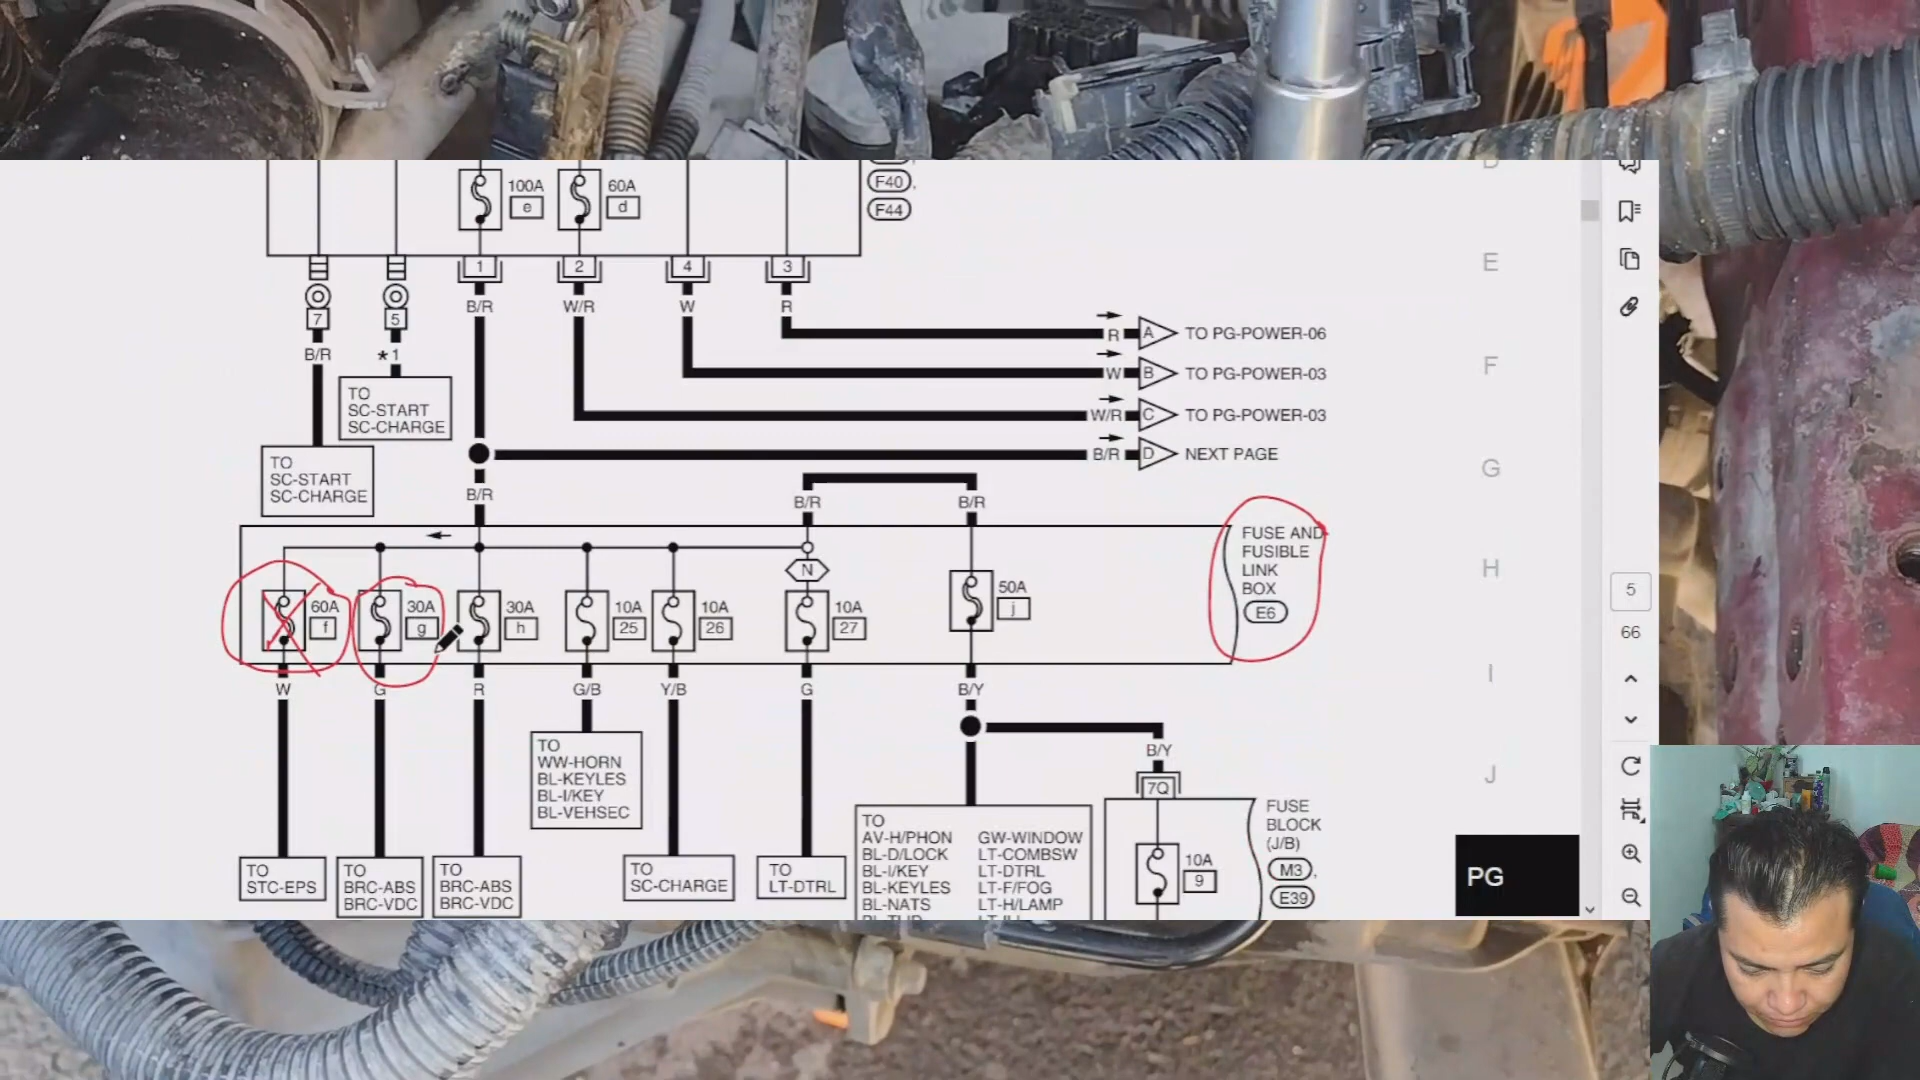 F40,
F44
100A
e
60A
d
1
2
4
3
7
5
B/R
W/R
W
R
B/R
*1
TO
SC-START
SC-CHARGE
TO
SC-START
SC-CHARGE
R A TO PG-POWER-06
W B TO PG-POWER-03
W/R C TO PG-POWER-03
B/R D NEXT PAGE
B/R
B/R
B/R
FUSE AND
FUSIBLE
LINK
BOX
E6
N
60A
f
30A
g
30A
h
10A
25
10A
26
10A
27
50A
j
W
G
R
G/B
Y/B
G
B/Y
B/Y
7Q
TO
WW-HORN
BL-KEYLES
BL-I/KEY
BL-VEHSEC
TO
STC-EPS
TO
BRC-ABS
BRC-VDC
TO
BRC-ABS
BRC-VDC
TO
SC-CHARGE
TO
LT-DTRL
TO
AV-H/PHON GW-WINDOW
BL-D/LOCK LT-COMBSW
BL-I/KEY LT-DTRL
BL-KEYLES LT-F/FOG
BL-NATS LT-H/LAMP
10A
9
FUSE
BLOCK
(J/B)
M3,
E39
E
F
G
H
I
J
PG
5
66